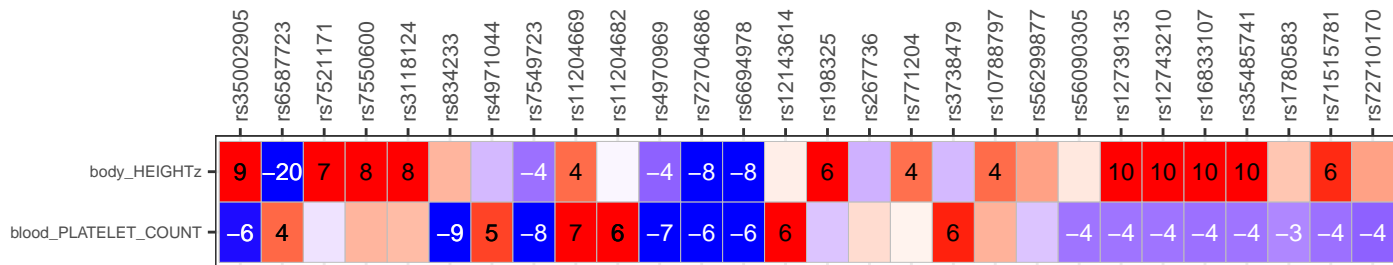 rs35002905 rs6587723 rs75211171 rs7550600 rs3118124 rs834233 rs4971044 rs75499723 rs11204669 rs11204682 rs4970969 rs72704686 rs6694978 rs12143614 rs198325 rs267736 rs771204 rs3738479 rs10788797 rs56299877 rs56090305 rs12739135 rs12743210 rs16833107 rs35485741 rs1780583 rs71515781 rs72710170
body_HEIGHTz 9 −20 7 8 8 −4 4 −4 −8 −8 6 4 4 10 10 10 10 6
blood_PLATELET_COUNT −6 4 −9 5 −8 7 6 −7 −6 −6 6 6 −4 −4 −4 −4 −4 −3 −4 −4